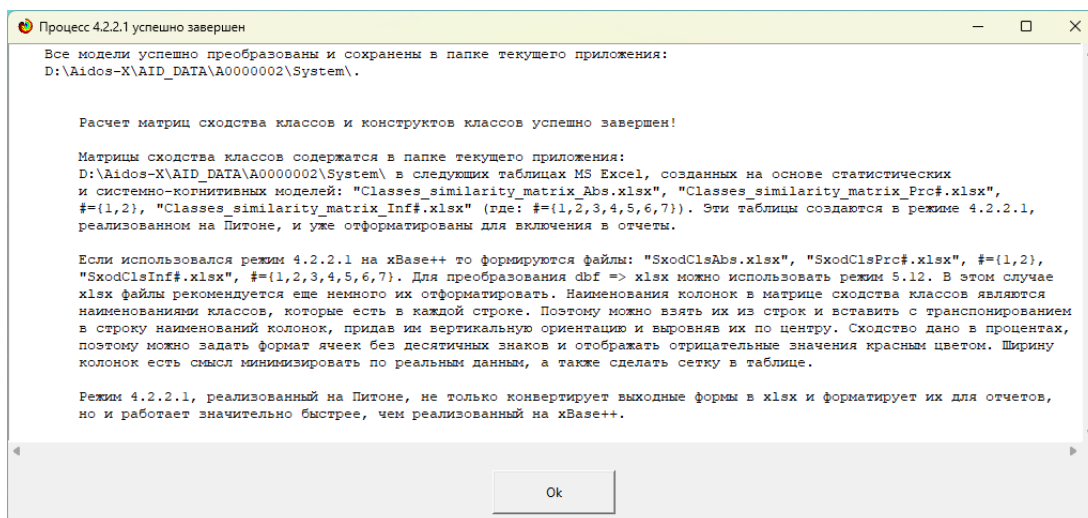 Процесс 4.2.2.1 успешно завершен
Все модели успешно преобразованы и сохранены в папке текущего приложения:
D:\Aidos-X\AID_DATA\A0000002\System\.
Расчет матриц сходства классов и конструктов классов успешно завершен!
Матрицы сходства классов содержатся в папке текущего приложения:
D:\Aidos-X\AID_DATA\A0000002\System\ в следующих таблицах MS Excel, созданных на основе статистических
и системно-когнитивных моделей: "Classes_similarity_matrix_Abs.xlsx", "Classes_similarity_matrix_Prc#.xlsx",
#={1,2}, "Classes_similarity_matrix_Inf#.xlsx" (где: #={1,2,3,4,5,6,7}). Эти таблицы создаются в режиме 4.2.2.1,
реализованном на Питоне, и уже отформатированы для включения в отчеты.
Если использовался режим 4.2.2.1 на xBase++ то формируются файлы: "SxodClsAbs.xlsx", "SxodClsPrc#.xlsx", #={1,2},
"SxodClsInf#.xlsx", #={1,2,3,4,5,6,7}. Для преобразования dbf => xlsx можно использовать режим 5.12. В этом случае
xlsx файлы рекомендуется еще немного их отформатировать. Наименования колонок в матрице сходства классов являются
наименованиями классов, которые есть в каждой строке. Поэтому можно взять их из строк и вставить с транспонированием
в строку наименований колонок, придав им вертикальную ориентацию и выровняв их по центру. Сходство дано в процентах,
поэтому можно задать формат ячеек без десятичных знаков и отображать отрицательные значения красным цветом. Ширину
колонок есть смысл минимизировать по реальным данным, а также сделать сетку в таблице.
Режим 4.2.2.1, реализованный на Питоне, не только конвертирует выходные формы в xlsx и форматирует их для отчетов,
но и работает значительно быстрее, чем реализованный на xBase++.
Ok